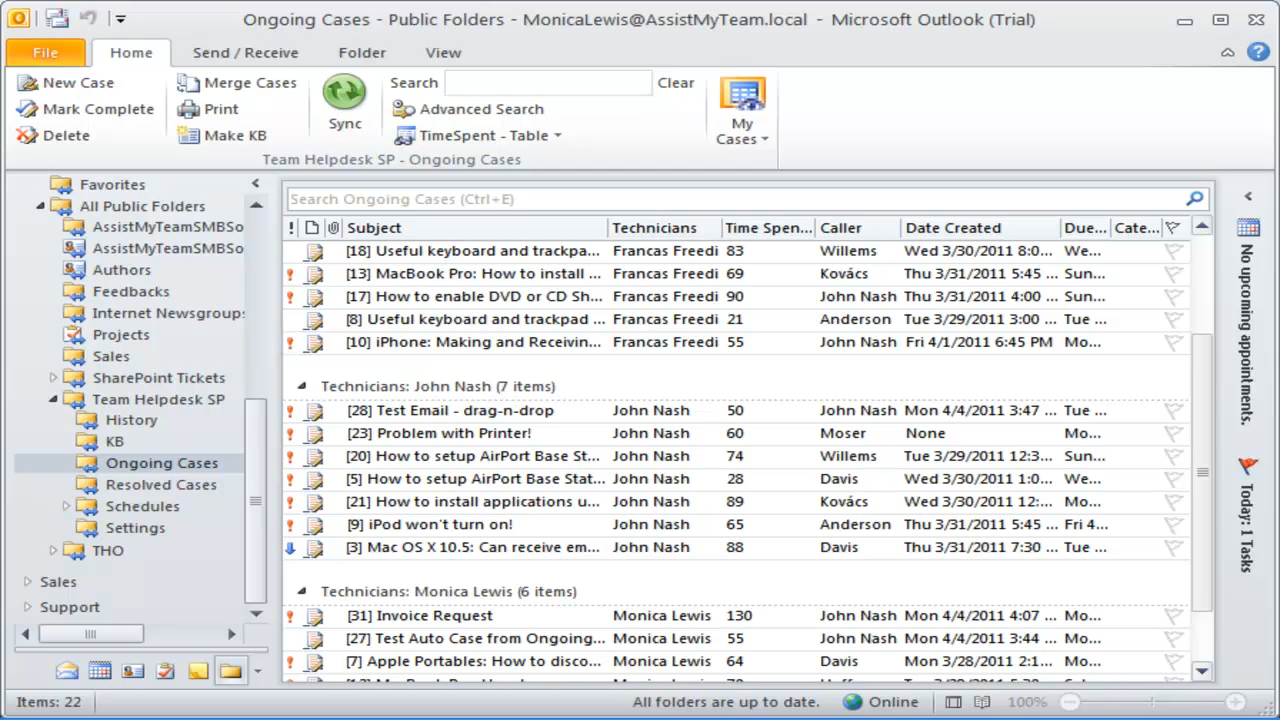 Ongoing Cases - Public Folders - MonicaLewis@AssistMyTeam.local - Microsoft Outlook (Trial)
File Home Send / Receive Folder View
New Case Merge Cases Search Clear
Mark Complete Print Advanced Search
Delete Make KB Sync TimeSpent - Table My Cases
Team Helpdesk SP - Ongoing Cases
Favorites
All Public Folders
AssistMyTeamSMBSo
AssistMyTeamSMBSo
Authors
Feedbacks
Internet Newsgroups
Projects
Sales
SharePoint Tickets
Team Helpdesk SP
History
KB
Ongoing Cases
Resolved Cases
Schedules
Settings
THO
Sales
Support
Search Ongoing Cases (Ctrl+E)
! Subject Technicians Time Spen... Caller Date Created Due... Cate...
[18] Useful keyboard and trackpa... Francas Freedi 83 Willems Wed 3/30/2011 8:0... We...
[13] MacBook Pro: How to install ... Francas Freedi 69 Kovács Thu 3/31/2011 5:45 ... Sun...
[17] How to enable DVD or CD Sh... Francas Freedi 90 John Nash Thu 3/31/2011 4:00 ... Sun...
[8] Useful keyboard and trackpad ... Francas Freedi 21 Anderson Tue 3/29/2011 3:00 ... Tue ...
[10] iPhone: Making and Receivin... Francas Freedi 55 John Nash Fri 4/1/2011 6:45 PM Mo...
Technicians: John Nash (7 items)
[28] Test Email - drag-n-drop John Nash 50 John Nash Mon 4/4/2011 3:47 ... Tue ...
[23] Problem with Printer! John Nash 60 Moser None Mo...
[20] How to setup AirPort Base St... John Nash 74 Willems Tue 3/29/2011 12:3... Sun...
[5] How to setup AirPort Base Stat... John Nash 28 Davis Wed 3/30/2011 1:0... We...
[21] How to install applications u... John Nash 89 Kovács Wed 3/30/2011 12:... Mo...
[9] iPod won't turn on! John Nash 65 Anderson Thu 3/31/2011 5:45 ... Fri 4...
[3] Mac OS X 10.5: Can receive em... John Nash 88 Davis Thu 3/31/2011 7:30 ... Tue ...
Technicians: Monica Lewis (6 items)
[31] Invoice Request Monica Lewis 130 John Nash Mon 4/4/2011 4:07 ... Mo...
[27] Test Auto Case from Ongoing... Monica Lewis 55 John Nash Mon 4/4/2011 3:44 ... Mo...
[7] Apple Portables: How to disco... Monica Lewis 64 Davis Mon 3/28/2011 2:1... Mo...
No upcoming appointments.
Today: 1 Tasks
Items: 22 All folders are up to date. Online 100%